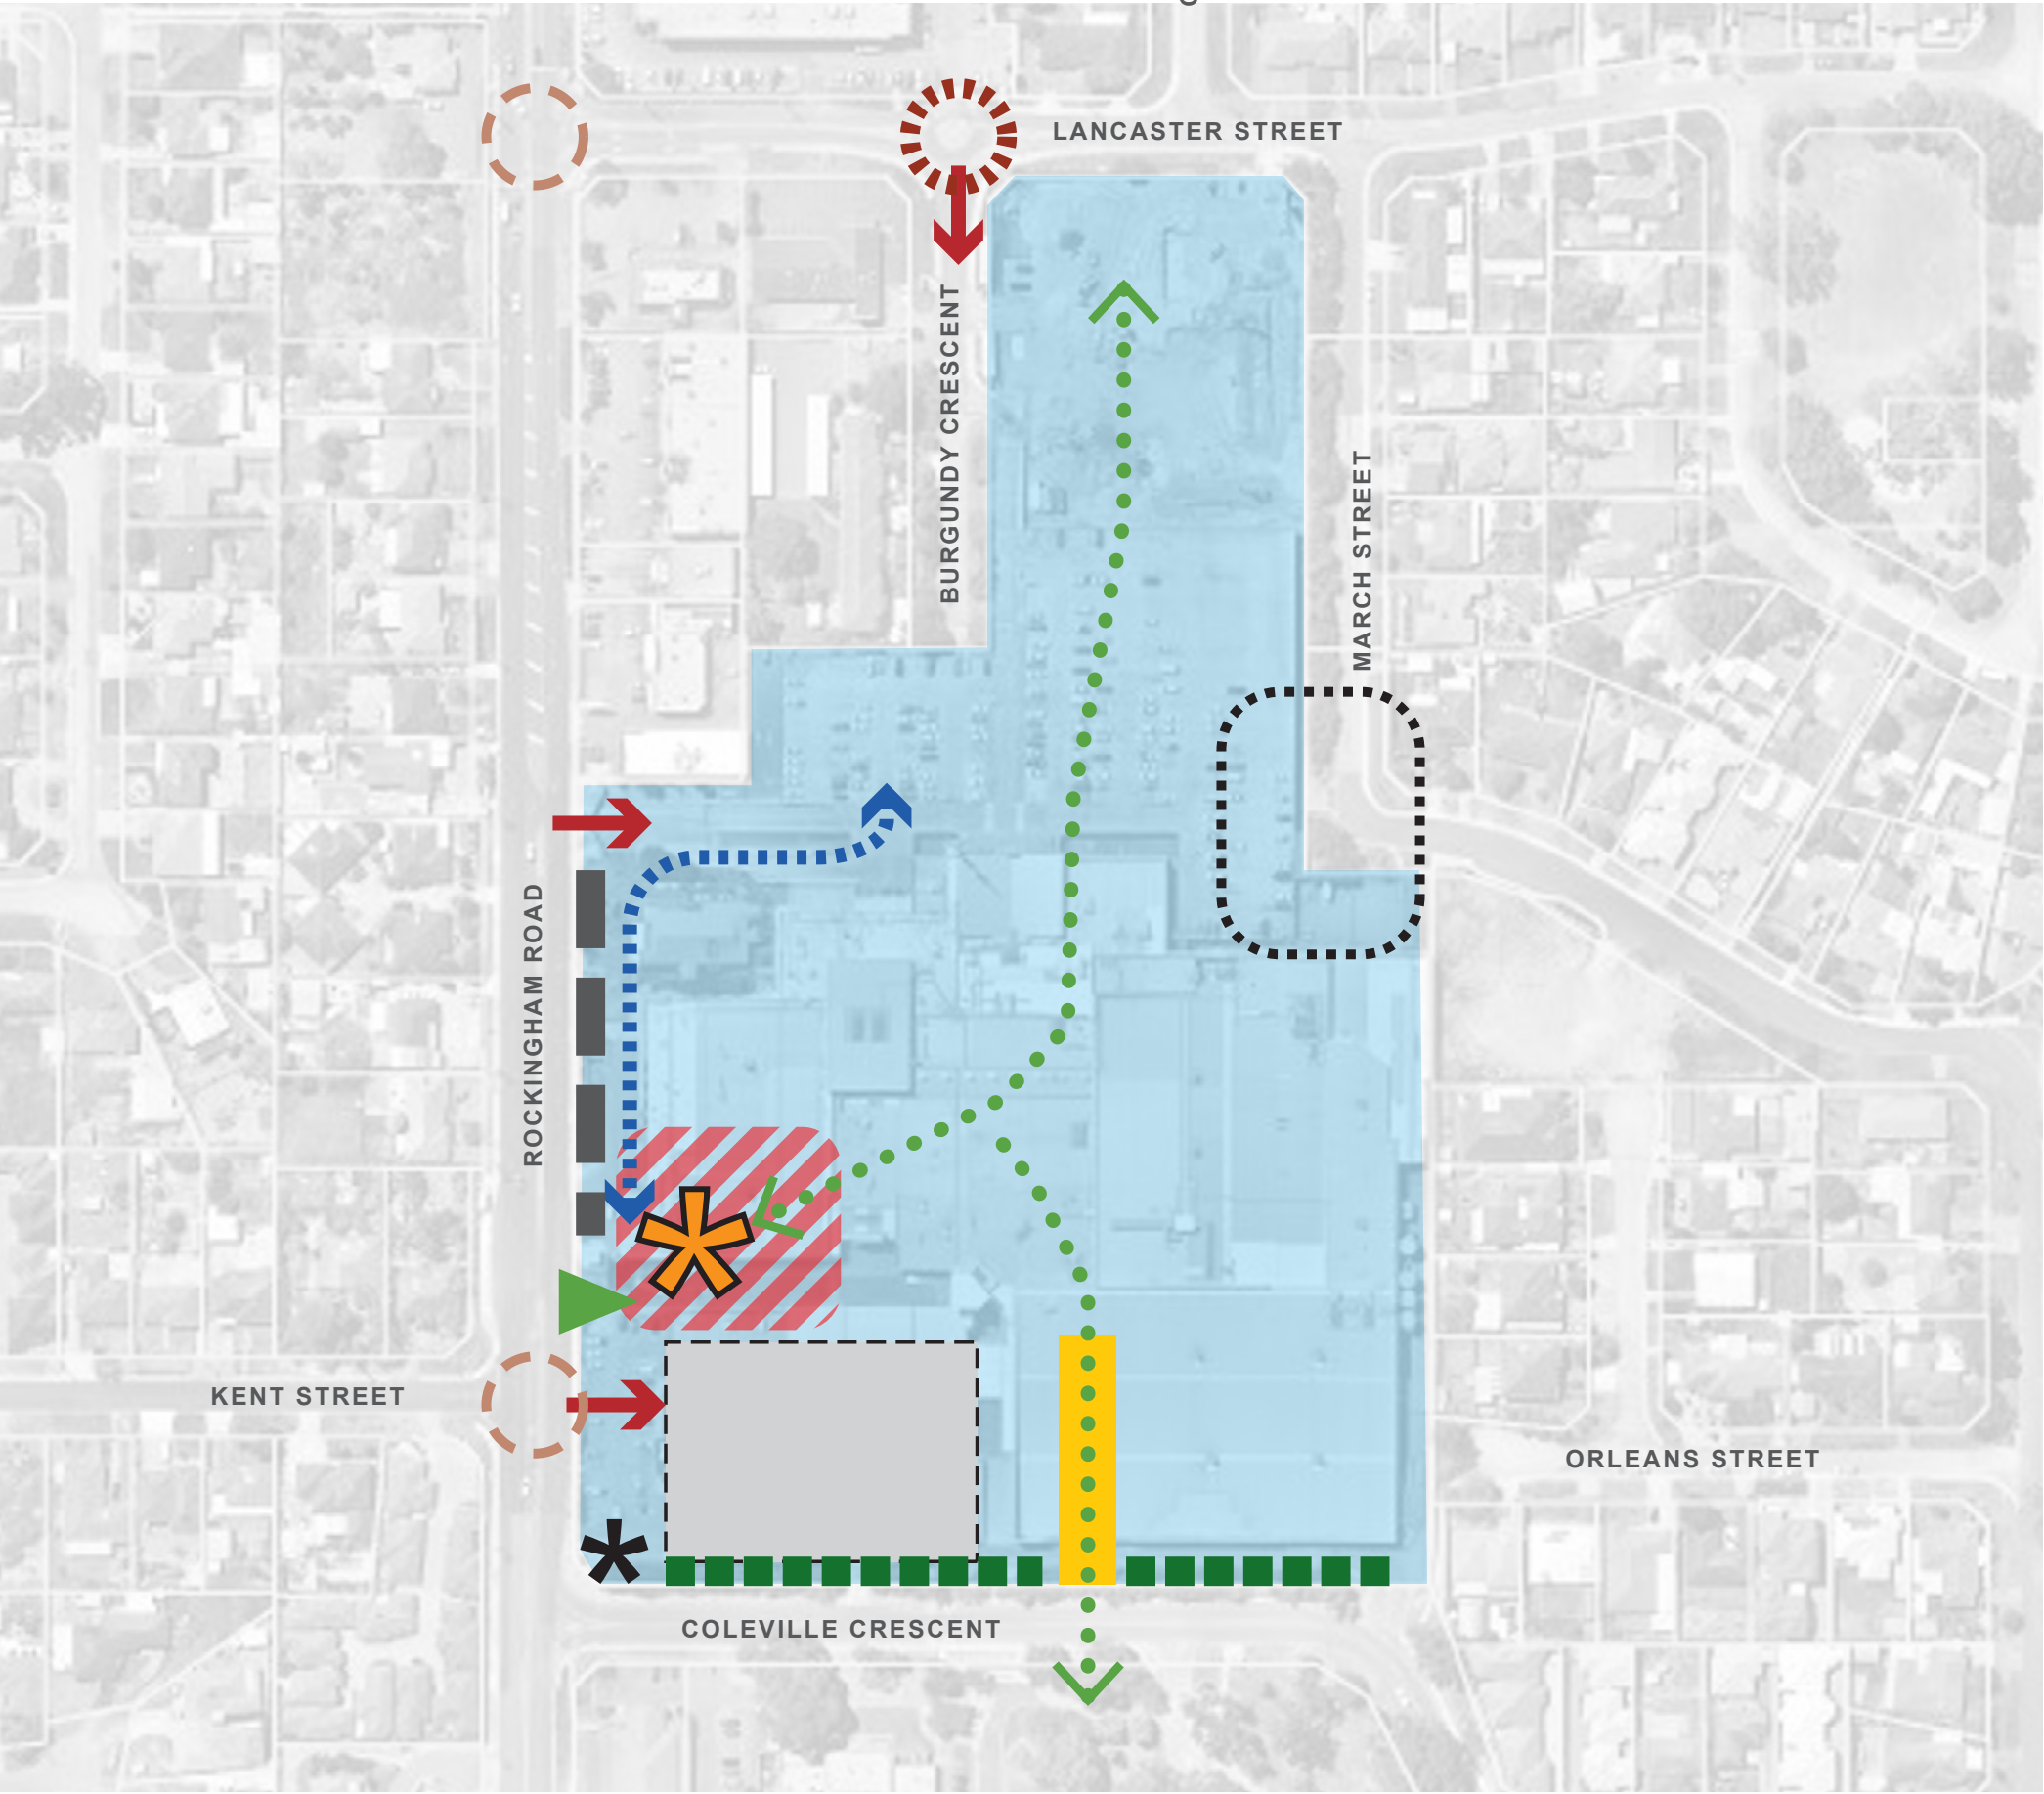 LANCASTER STREET
BURGUNDY CRESCENT
MARCH STREET
ROCKINGHAM ROAD
KENT STREET
ORLEANS STREET
COLEVILLE CRESCENT